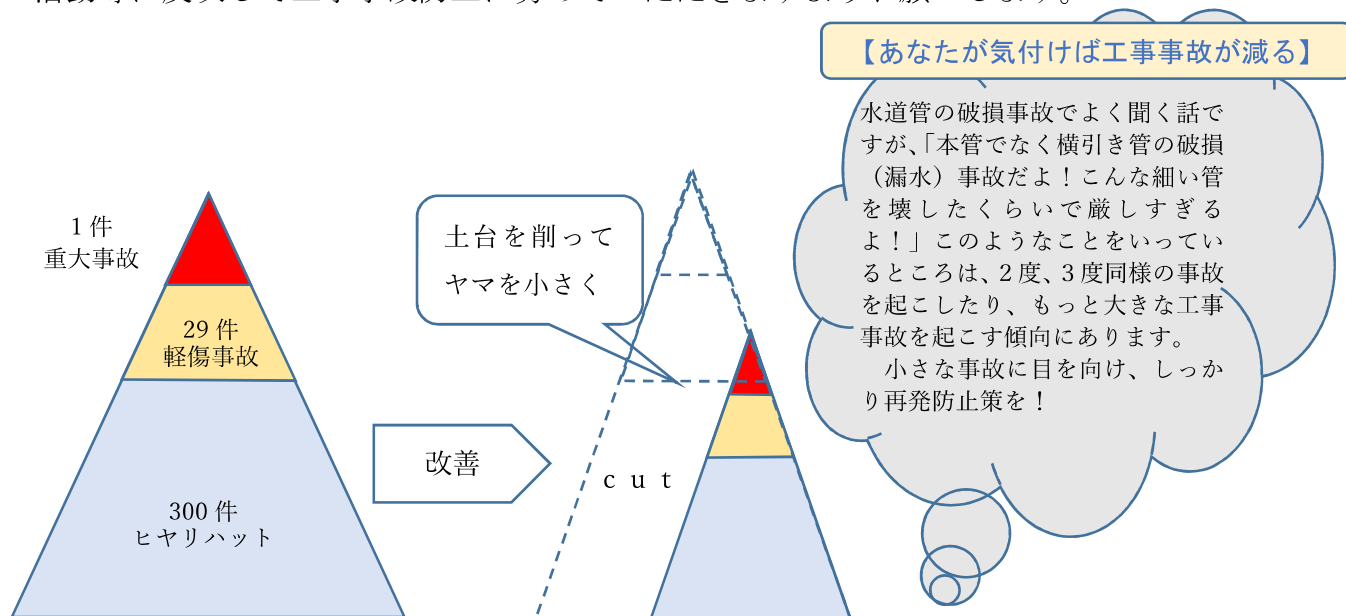 【あなたが気付けば工事事故が減る】
水道管の破損事故でよく聞く話で
すが、「本管でなく横引き管の破損
（漏水）事故だよ！こんな細い管
を壊したくらいで厳しすぎる
よ！」このようなことをいってい
るところは、２度、３度同様の事故
を起こしたり、もっと大きな工事
事故を起こす傾向にあります。
　小さな事故に目を向け、しっか
り再発防止策を！
1 件
重大事故
29 件
軽傷事故
300 件
ヒヤリハット
土台を削って
ヤマを小さく
改善
ｃｕｔ